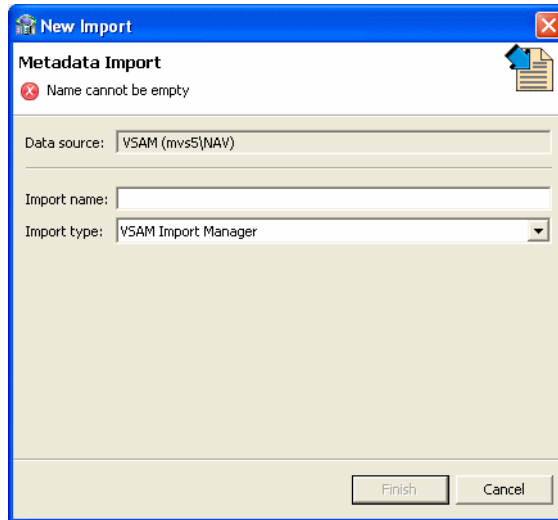 New Import
Metadata Import
Name cannot be empty
Data source: VSAM (mvs5\NAV)
Import name:
Import type: VSAM Import Manager
Finish Cancel